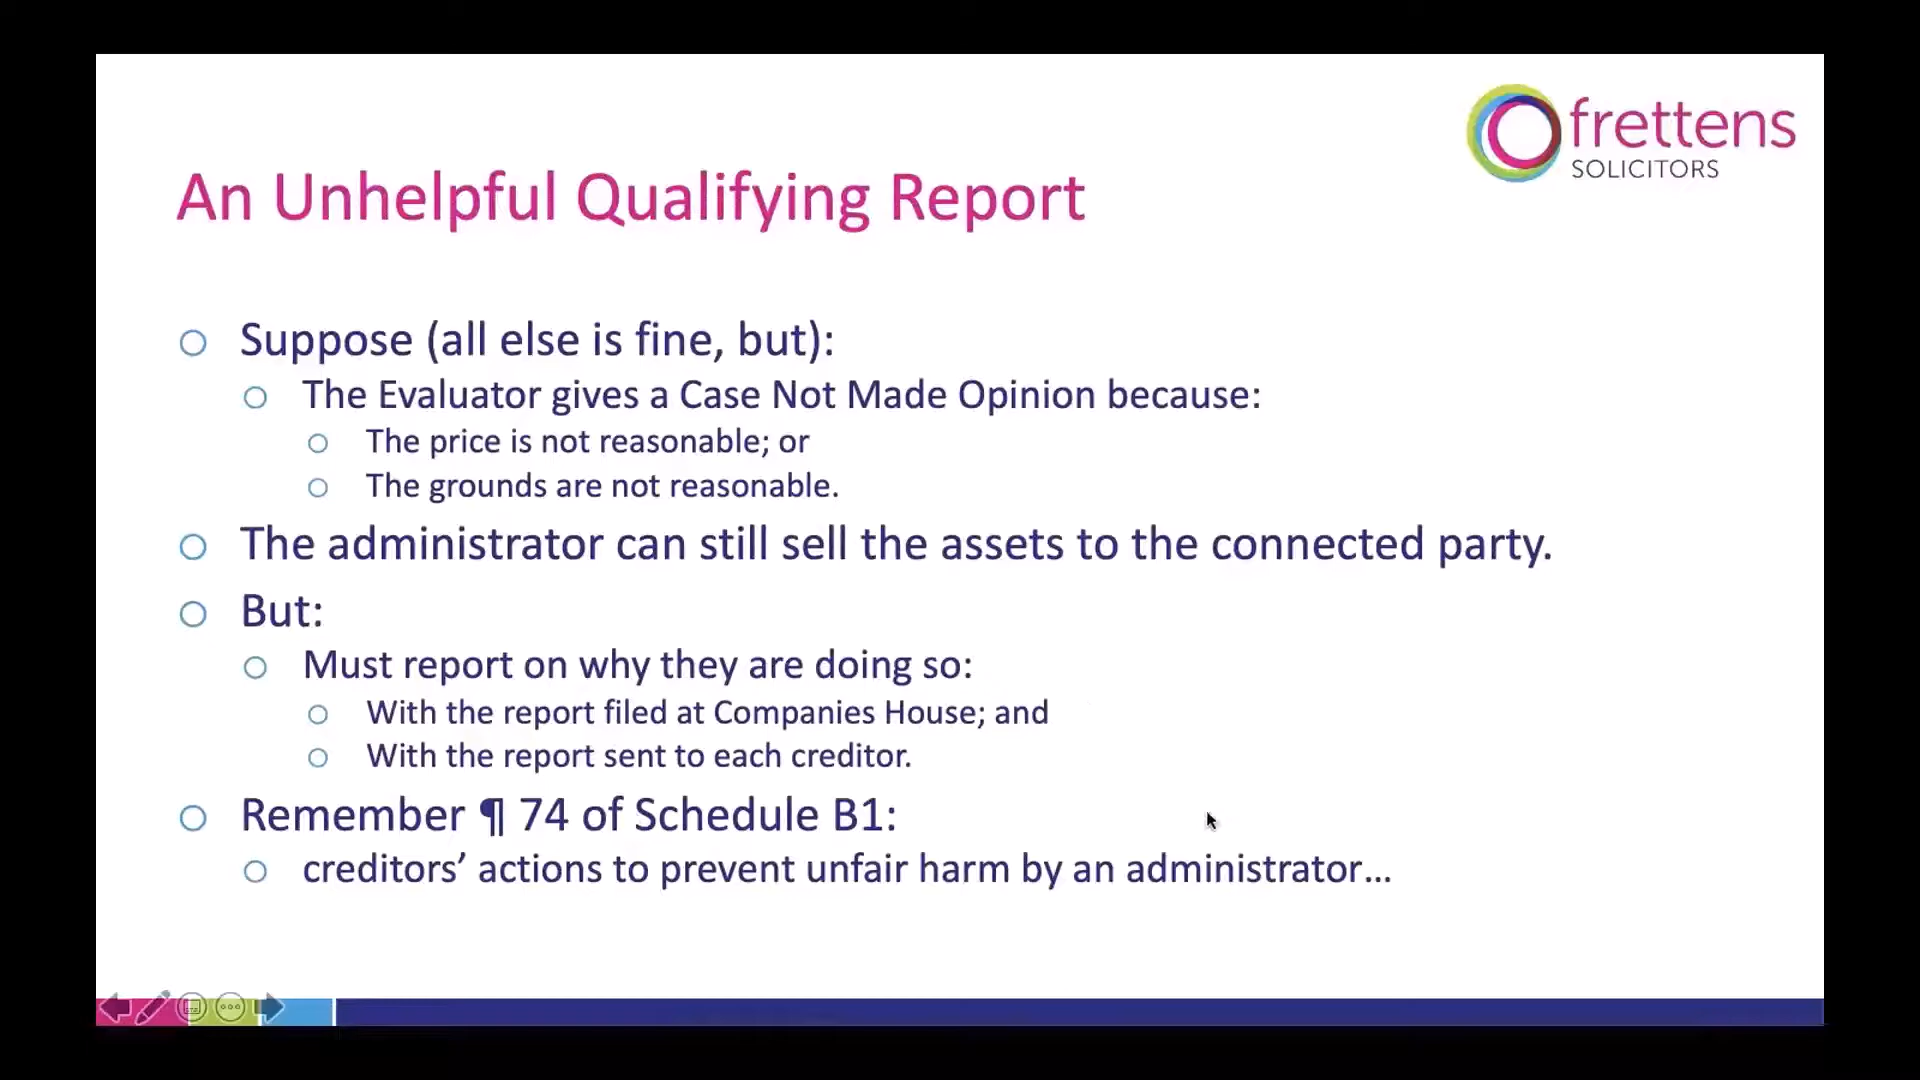 frettens
SOLICITORS
An Unhelpful Qualifying Report
Suppose (all else is fine, but):
The Evaluator gives a Case Not Made Opinion because:
The price is not reasonable; or
The grounds are not reasonable.
The administrator can still sell the assets to the connected party.
But:
Must report on why they are doing so:
With the report filed at Companies House; and
With the report sent to each creditor.
Remember ¶ 74 of Schedule B1:
creditors’ actions to prevent unfair harm by an administrator…